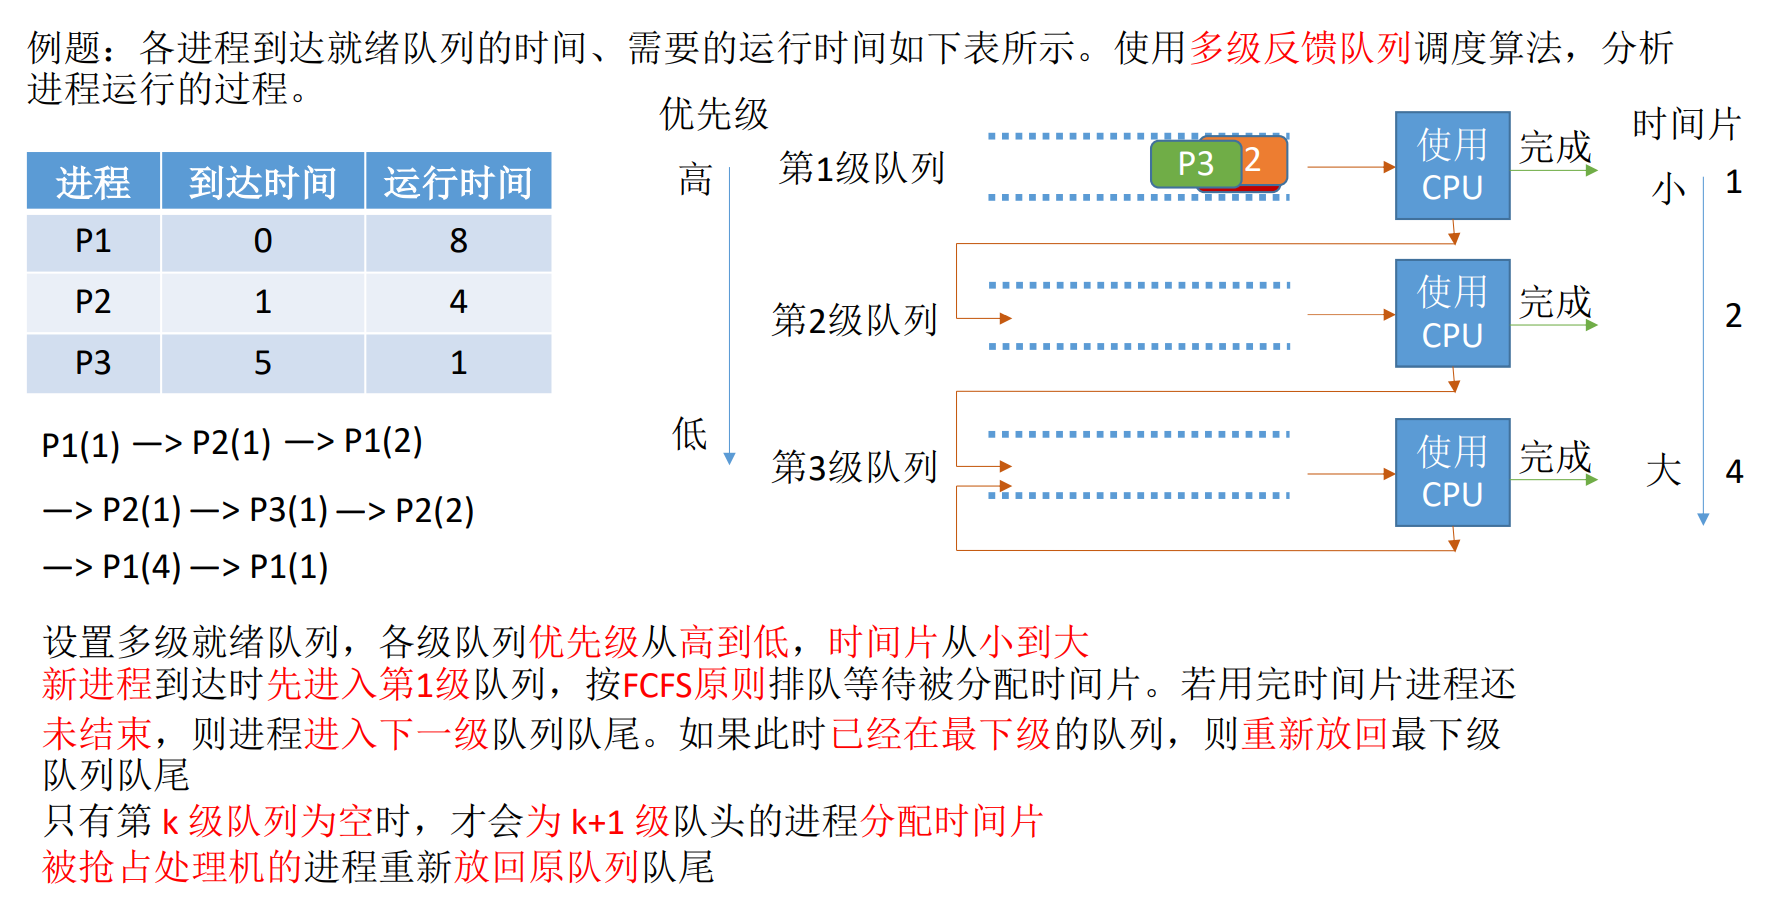 例题：各进程到达就绪队列的时间、需要的运行时间如下表所示。使用多级反馈队列调度算法，分析
进程运行的过程。
进程 到达时间 运行时间
P1 0 8
P2 1 4
P3 5 1
P1(1) —> P2(1) —> P1(2)
—> P2(1) —> P3(1) —> P2(2)
—> P1(4) —> P1(1)
优先级
高
低
第1级队列
P3
2
使用
CPU
完成
第2级队列
使用
CPU
完成
第3级队列
使用
CPU
完成
时间片
小 1
2
大 4
设置多级就绪队列，各级队列优先级从高到低，时间片从小到大
新进程到达时先进入第1级队列，按FCFS原则排队等待被分配时间片。若用完时间片进程还
未结束，则进程进入下一级队列队尾。如果此时已经在最下级的队列，则重新放回最下级
队列队尾
只有第 k 级队列为空时，才会为 k+1 级队头的进程分配时间片
被抢占处理机的进程重新放回原队列队尾